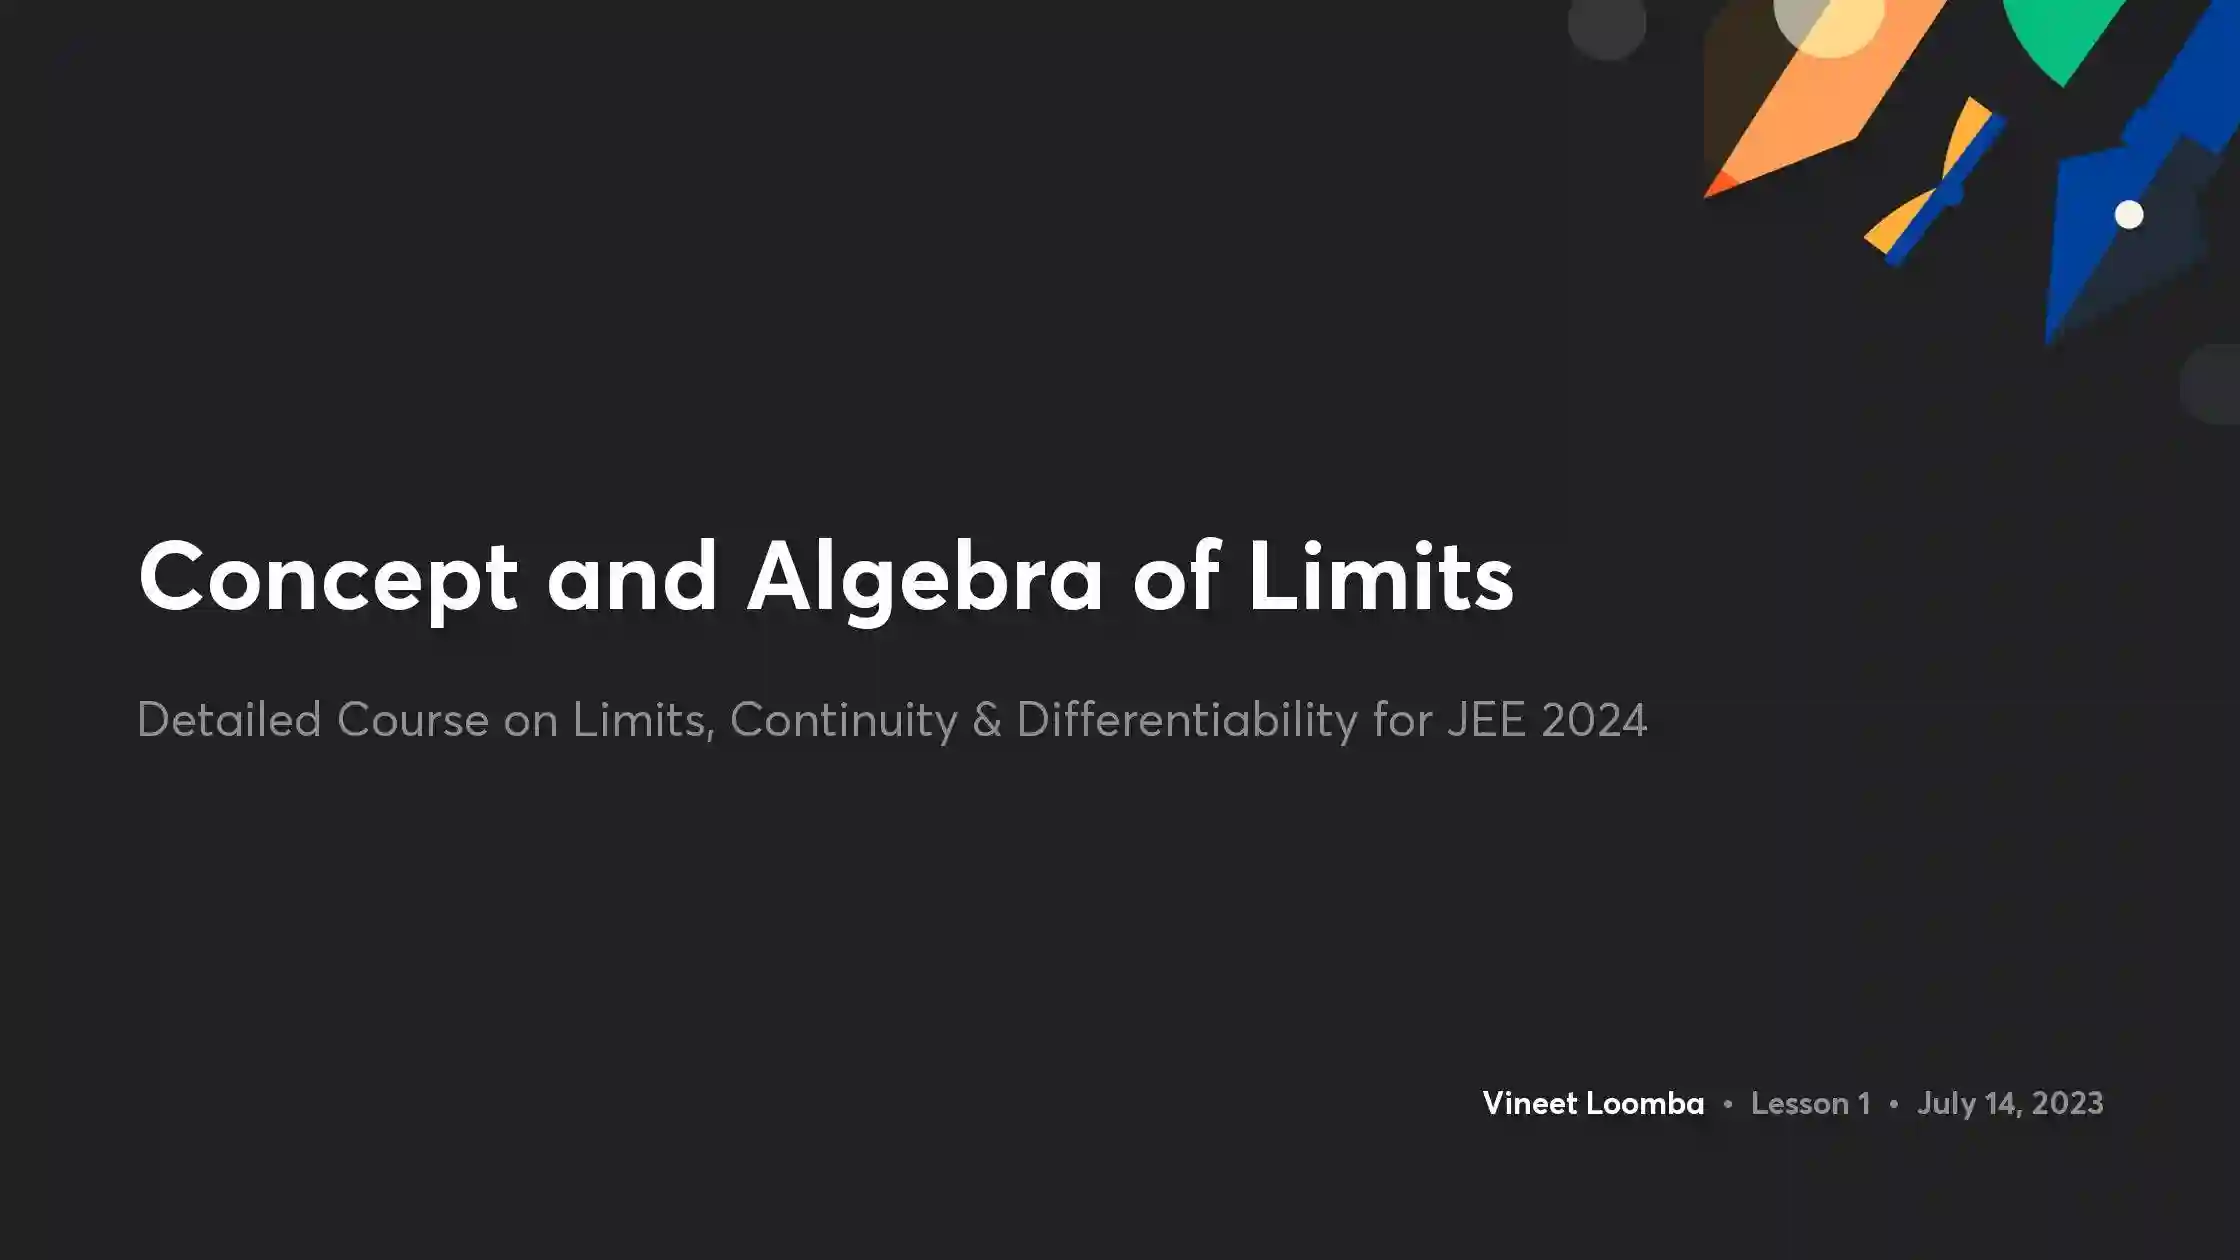 Concept and Algebra of Limits
Detailed Course on Limits, Continuity & Differentiability for JEE 2024
Vineet Loomba • Lesson 1 • July 14, 2023